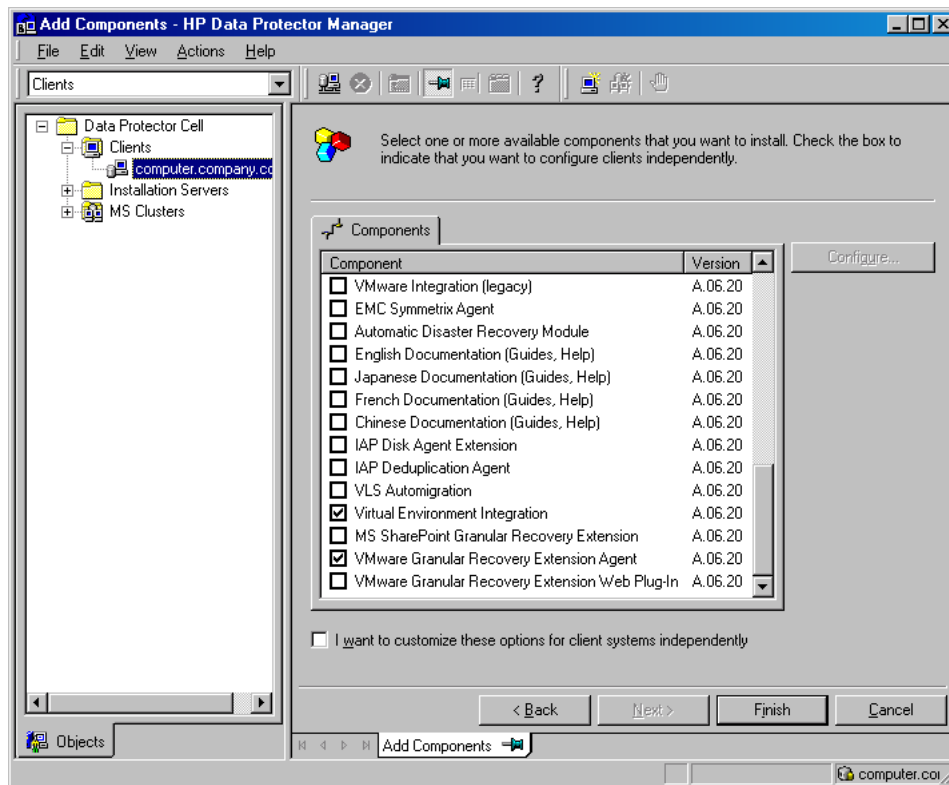 Add Components - HP Data Protector Manager
File Edit View Actions Help
Clients
?
Data Protector Cell
Clients
computer.company.co
Installation Servers
MS Clusters
Select one or more available components that you want to install. Check the box to
indicate that you want to configure clients independently.
Components
Configure...
Component Version
VMware Integration (legacy) A.06.20
EMC Symmetrix Agent A.06.20
Automatic Disaster Recovery Module A.06.20
English Documentation (Guides, Help) A.06.20
Japanese Documentation (Guides, Help) A.06.20
French Documentation (Guides, Help) A.06.20
Chinese Documentation (Guides, Help) A.06.20
IAP Disk Agent Extension A.06.20
IAP Deduplication Agent A.06.20
VLS Automigration A.06.20
Virtual Environment Integration A.06.20
MS SharePoint Granular Recovery Extension A.06.20
VMware Granular Recovery Extension Agent A.06.20
VMware Granular Recovery Extension Web Plug-In A.06.20
I want to customize these options for client systems independently
< Back Next > Finish Cancel
Objects
Add Components
computer.cor